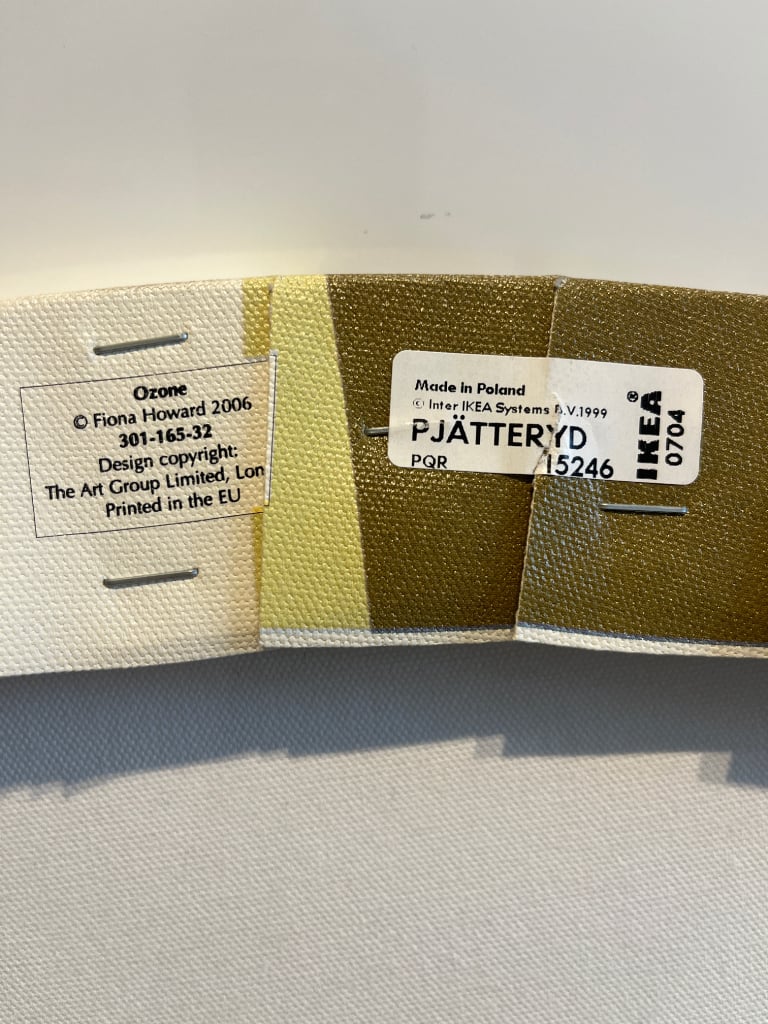 Ozone
© Fiona Howard 2006
301-165-32
Design copyright:
The Art Group Limited, Lon
Printed in the EU
Made in Poland
© Inter IKEA Systems B.V.1999
PJÄTTERYD
PQR 15246
IKEA®
0704